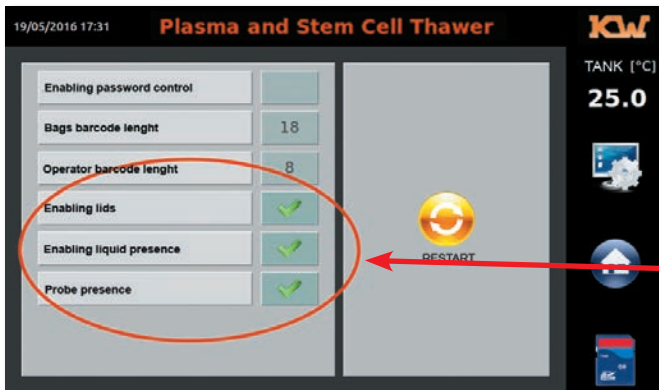 19/05/2016 17:31 Plasma and Stem Cell Thawer KW
TANK [°C]
25.0
Enabling password control
Bags barcode lenght 18
Operator barcode lenght 8
Enabling lids
Enabling liquid presence
Probe presence
RESTART